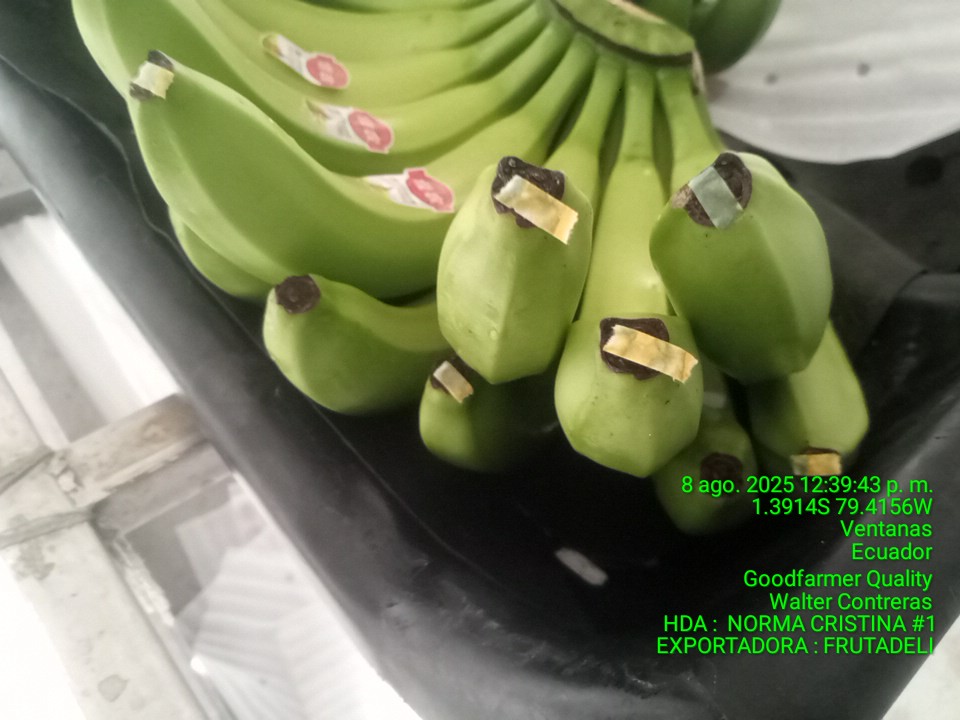 8 ago. 2025 12:39:43 p. m.
1.3914S 79.4156W
Ventanas
Ecuador
Goodfarmer Quality
Walter Contreras
HDA : NORMA CRISTINA #1
EXPORTADORA : FRUTADELI